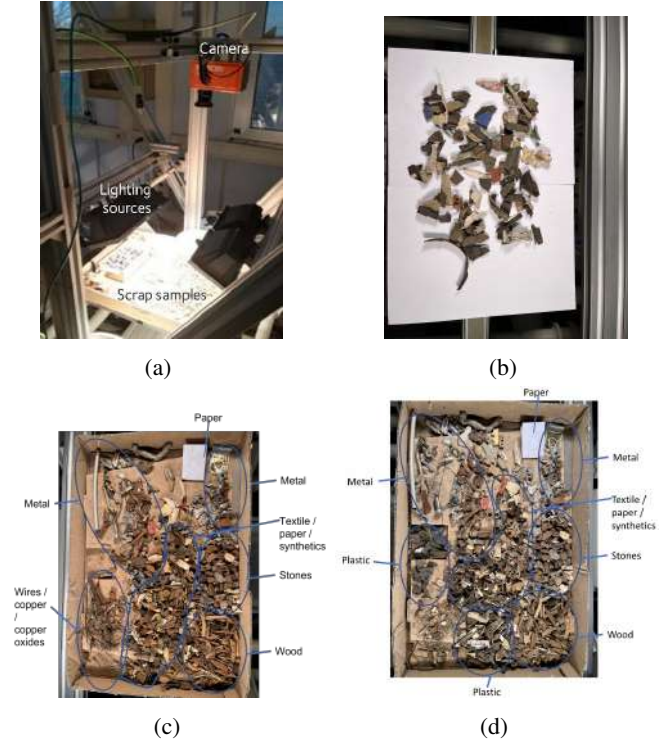 Camera
Lighting
sources
Scrap samples
(a)
(b)
Paper
Metal
Metal
Textile /
paper /
synthetics
Stones
Wires /
copper
/
copper
oxides
Wood
(c)
Paper
Metal
Metal
Textile /
paper /
synthetics
Stones
Plastic
Wood
Plastic
(d)